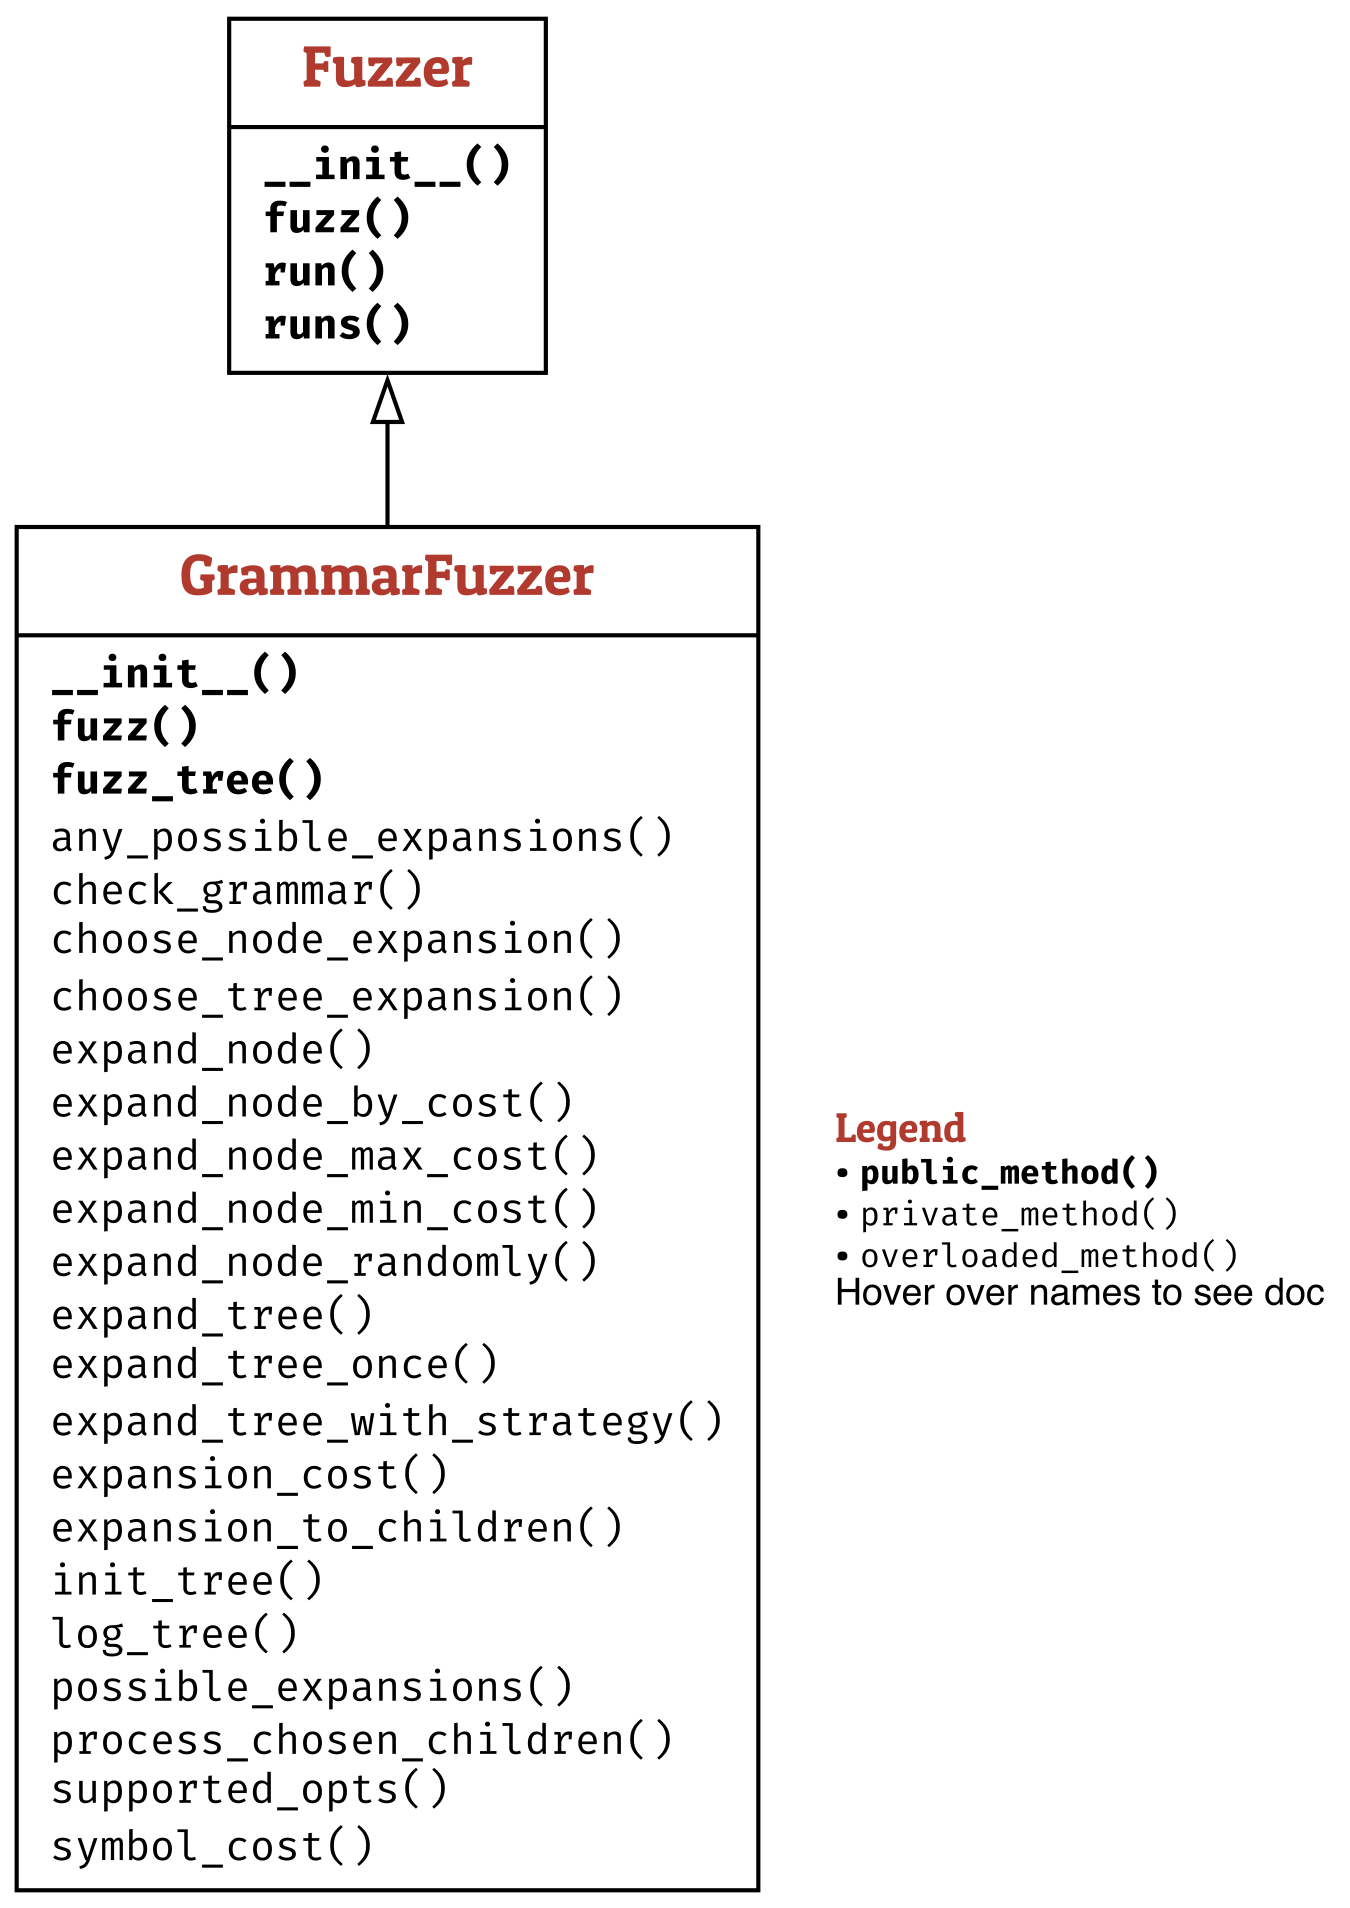 Fuzzer
__init__()
fuzz()
run()
runs()
GrammarFuzzer
__init__()
fuzz()
fuzz_tree()
any_possible_expansions()
check_grammar()
choose_node_expansion()
choose_tree_expansion()
expand_node()
expand_node_by_cost()
expand_node_max_cost()
expand_node_min_cost()
expand_node_randomly()
expand_tree()
expand_tree_once()
expand_tree_with_strategy()
expansion_cost()
expansion_to_children()
init_tree()
log_tree()
possible_expansions()
process_chosen_children()
supported_opts()
symbol_cost()
Legend
• public_method()
• private_method()
• overloaded_method()
Hover over names to see doc